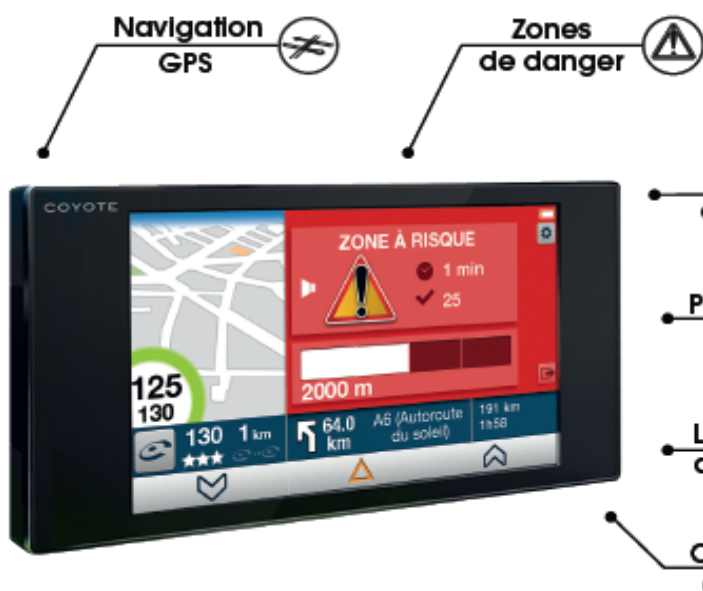 Navigation
GPS
Zones
de danger
COYOTE
ZONE À RISQUE
1 min
25
2000 m
125
130
130
1 km
64.0
km
A6 (Autoroute
du soleil)
191 km
1h58
P
L